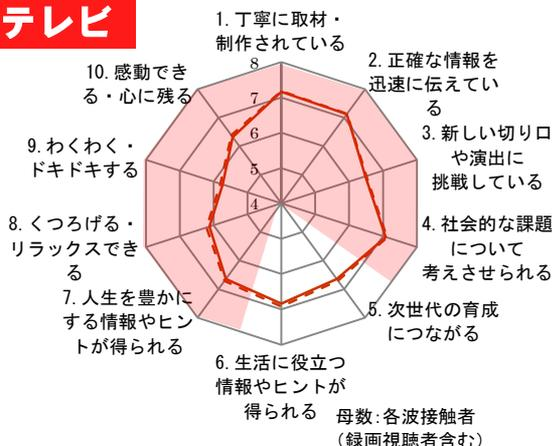 テレビ
1.丁寧に取材・
制作されている
2.正確な情報を
迅速に伝えてい
る
3.新しい切り口
や演出に
挑戦している
4.社会的な課題
について
考えさせられる
5.次世代の育成
につながる
6.生活に役立つ
情報やヒントが
得られる
7.人生を豊かに
する情報やヒン
トが得られる
8.くつろげる・
リラックスでき
る
9.わくわく・
ドキドキする
10.感動でき
る・心に残る
8
7
6
5
4
母数:各波接触者
(録画視聴者含む)